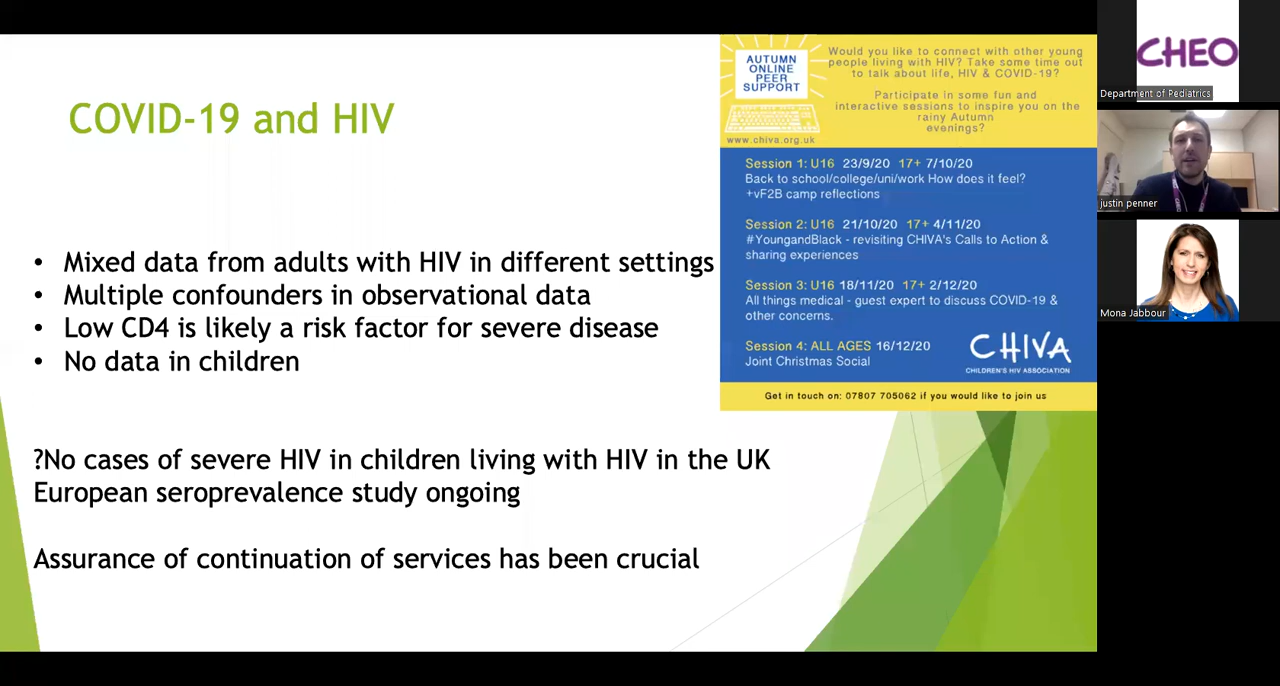 COVID-19 and HIV
• Mixed data from adults with HIV in different settings
• Multiple confounders in observational data
• Low CD4 is likely a risk factor for severe disease
• No data in children
?No cases of severe HIV in children living with HIV in the UK
European seroprevalence study ongoing
Assurance of continuation of services has been crucial
AUTUMN
ONLINE
PEER
SUPPORT
www.chiva.org.uk
Would you like to connect with other young
people living with HIV? Take some time out
to talk about life, HIV & COVID-19?
Participate in some fun and
interactive sessions to inspire you on the
rainy Autumn
evenings?
Session 1: U16 23/9/20 17+ 7/10/20
Back to school/college/uni/work How does it feel?
+vF2B camp reflections
Session 2: U16 21/10/20 17+ 4/11/20
#YoungandBlack - revisiting CHIVA's Calls to Action &
sharing experiences
Session 3: U16 18/11/20 17+ 2/12/20
All things medical - guest expert to discuss COVID-19 &
other concerns.
Session 4: ALL AGES 16/12/20
Joint Christmas Social
CHIVA
CHILDREN'S HIV ASSOCIATION
Get in touch on: 07807 705062 if you would like to join us
CHEO
Department of Pediatrics
justin penner
Mona Jabbour